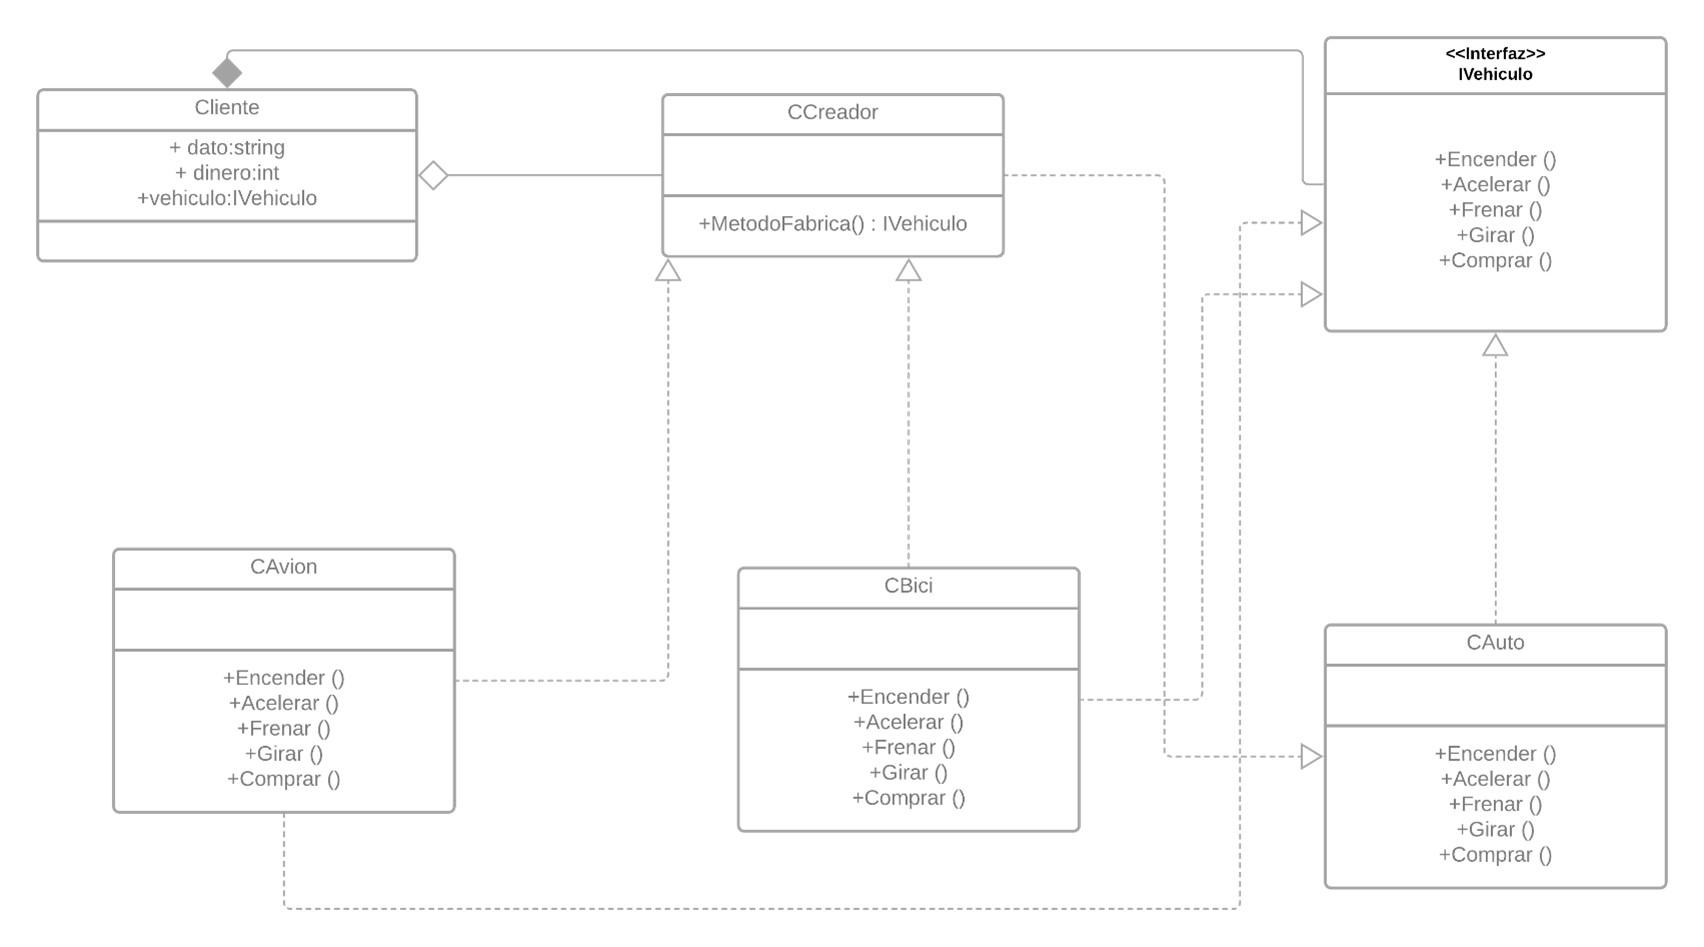 Cliente
+ dato:string
+ dinero:int
+vehiculo:IVehiculo
CCreador
+MetodoFabrica() : IVehiculo
<<Interfaz>>
IVehiculo
+Encender ()
+Acelerar ()
+Frenar ()
+Girar ()
+Comprar ()
CAvion
+Encender ()
+Acelerar ()
+Frenar ()
+Girar ()
+Comprar ()
CBici
+Encender ()
+Acelerar ()
+Frenar ()
+Girar ()
+Comprar ()
CAuto
+Encender ()
+Acelerar ()
+Frenar ()
+Girar ()
+Comprar ()